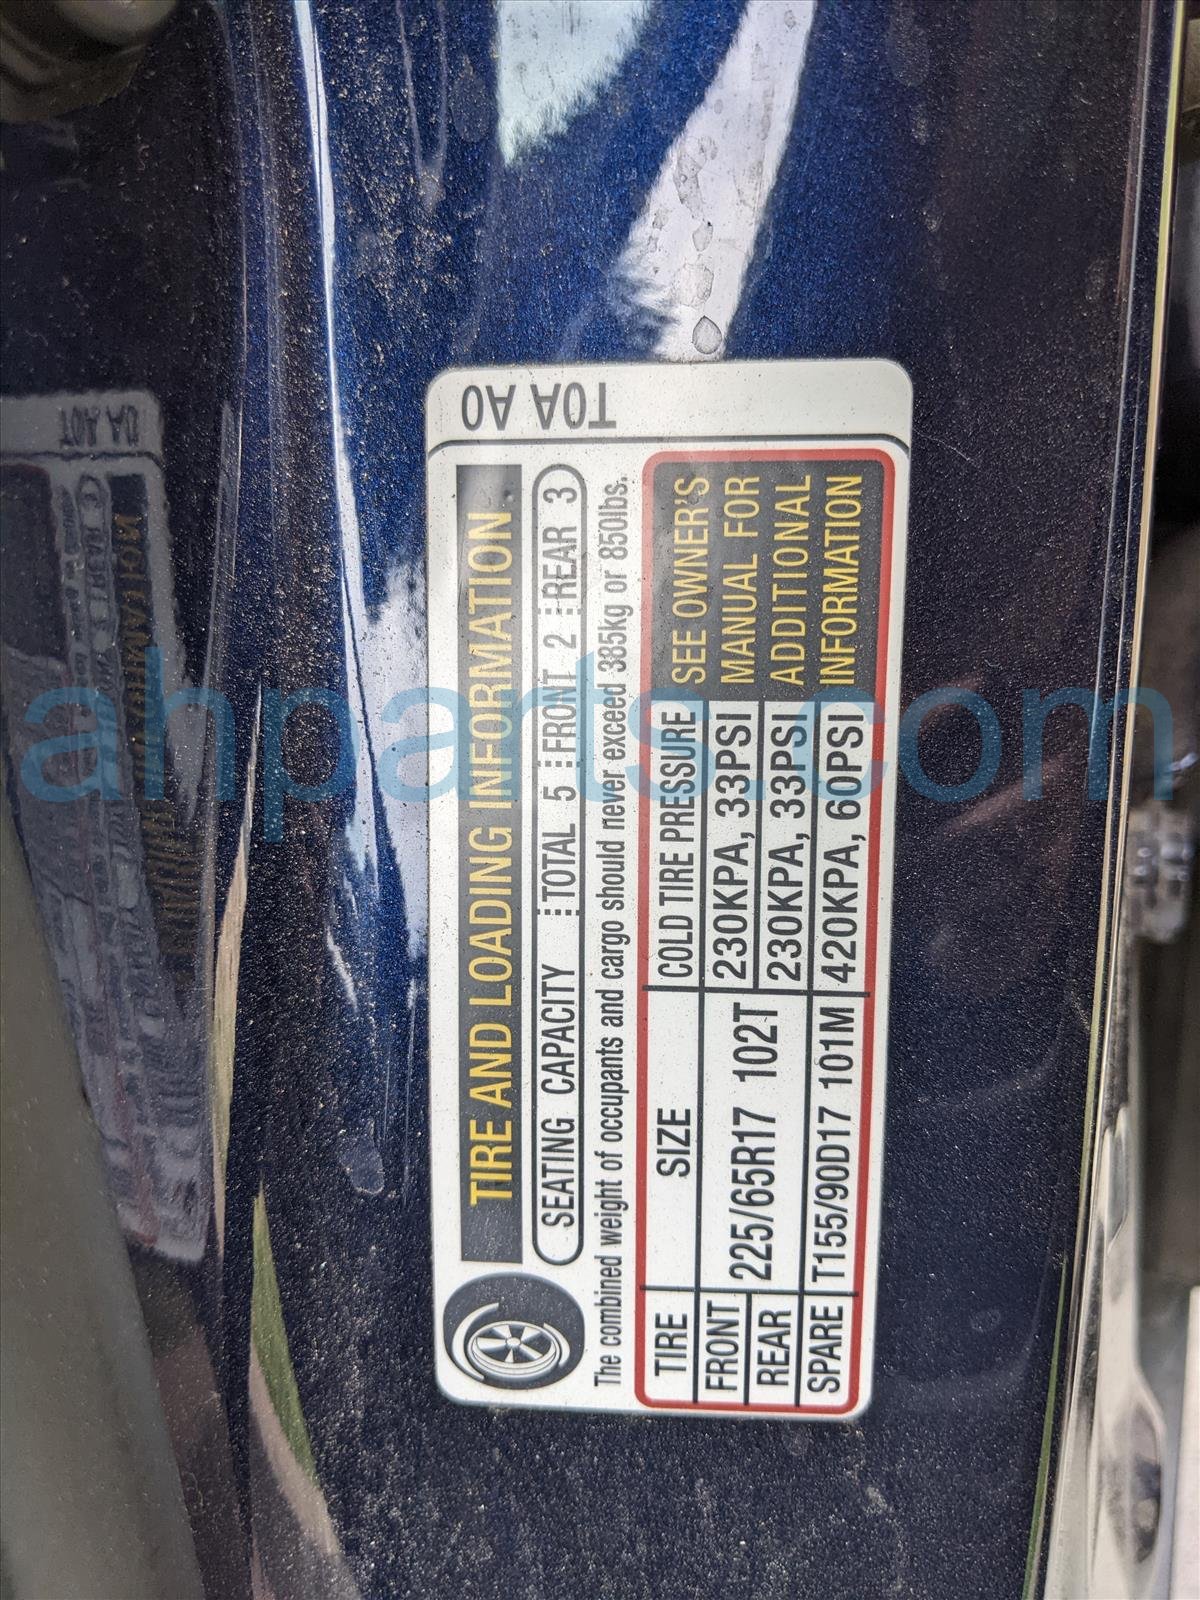 TIRE AND LOADING INFORMATION
SEATING CAPACITY TOTAL 5 FRONT 2 REAR 3
The combined weight of occupants and cargo should never exceed 385kg or 850lbs.
TIRE SIZE COLD TIRE PRESSURE
FRONT 225/65R17 102T 230KPA, 33PSI
REAR 230KPA, 33PSI
SPARE T155/90D17 101M 420KPA, 60PSI
SEE OWNER'S
MANUAL FOR
ADDITIONAL
INFORMATION
T0A A0
ahparts.com